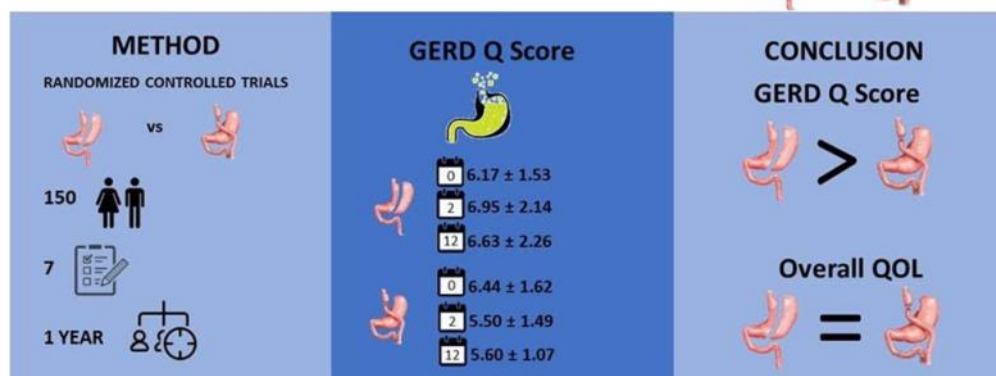 METHOD
RANDOMIZED CONTROLLED TRIALS
vs
150
7
1 YEAR
GERD Q Score
0 6.17 ± 1.53
2 6.95 ± 2.14
12 6.63 ± 2.26
0 6.44 ± 1.62
2 5.50 ± 1.49
12 5.60 ± 1.07
CONCLUSION
GERD Q Score
>
Overall QOL
=